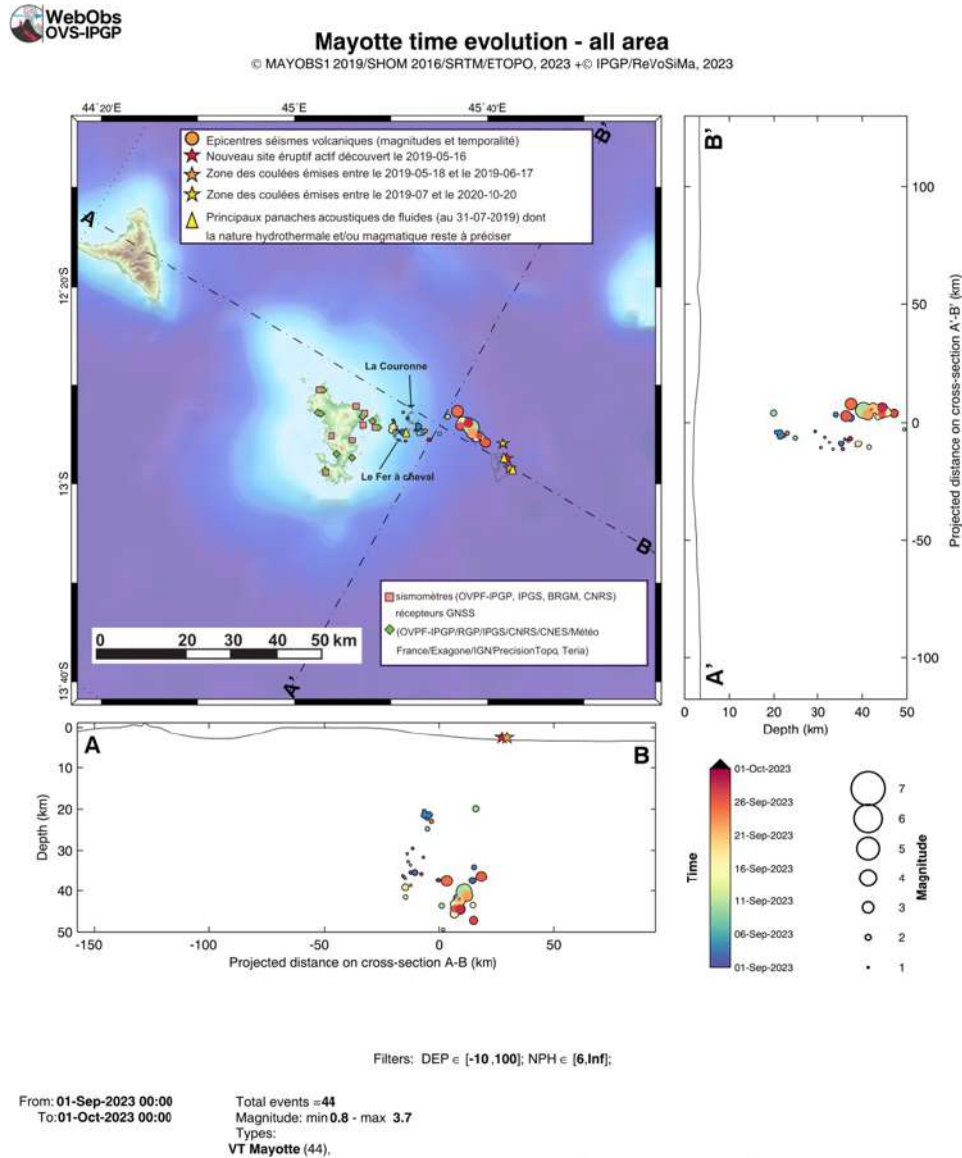 WebObs
OVS-IPGP
Mayotte time evolution - all area
© MAYOBS1 2019/SHOM 2016/SRTM/ETOPO, 2023 +© IPGP/ReVoSiMa, 2023
44˚20'E
45˚E
45˚40'E
12˚20'S
13˚S
13˚40'S
Epicentres séismes volcaniques (magnitudes et temporalité)
Nouveau site éruptif actif découvert le 2019-05-16
Zone des coulées émises entre le 2019-05-18 et le 2019-06-17
Zone des coulées émises entre le 2019-07 et le 2020-10-20
Principaux panaches acoustiques de fluides (au 31-07-2019) dont
la nature hydrothermale et/ou magmatique reste à préciser
A
B'
La Couronne
Le Fer à cheval
B
A'
sismomètres (OVPF-IPGP, IPGS, BRGM, CNRS)
récepteurs GNSS
(OVPF-IPGP/RGP/IPGS/CNRS/CNES/Météo
France/Exagone/IGN/PrecisionTopo, Teria)
0 20 30 40 50 km
B'
A'
100
50
0
-50
-100
Projected distance on cross-section A'-B' (km)
0 10 20 30 40 50
Depth (km)
A
B
0
10
20
30
40
50
Depth (km)
-150 -100 -50 0 50
Projected distance on cross-section A-B (km)
Time
01-Oct-2023
26-Sep-2023
21-Sep-2023
16-Sep-2023
11-Sep-2023
06-Sep-2023
01-Sep-2023
7
6
5
4
3
2
1
Magnitude
Filters: DEP ∈ [-10,100]; NPH ∈ [6,Inf];
From: 01-Sep-2023 00:00
To:01-Oct-2023 00:00
Total events =44
Magnitude: min 0.8 - max 3.7
Types:
VT Mayotte (44),